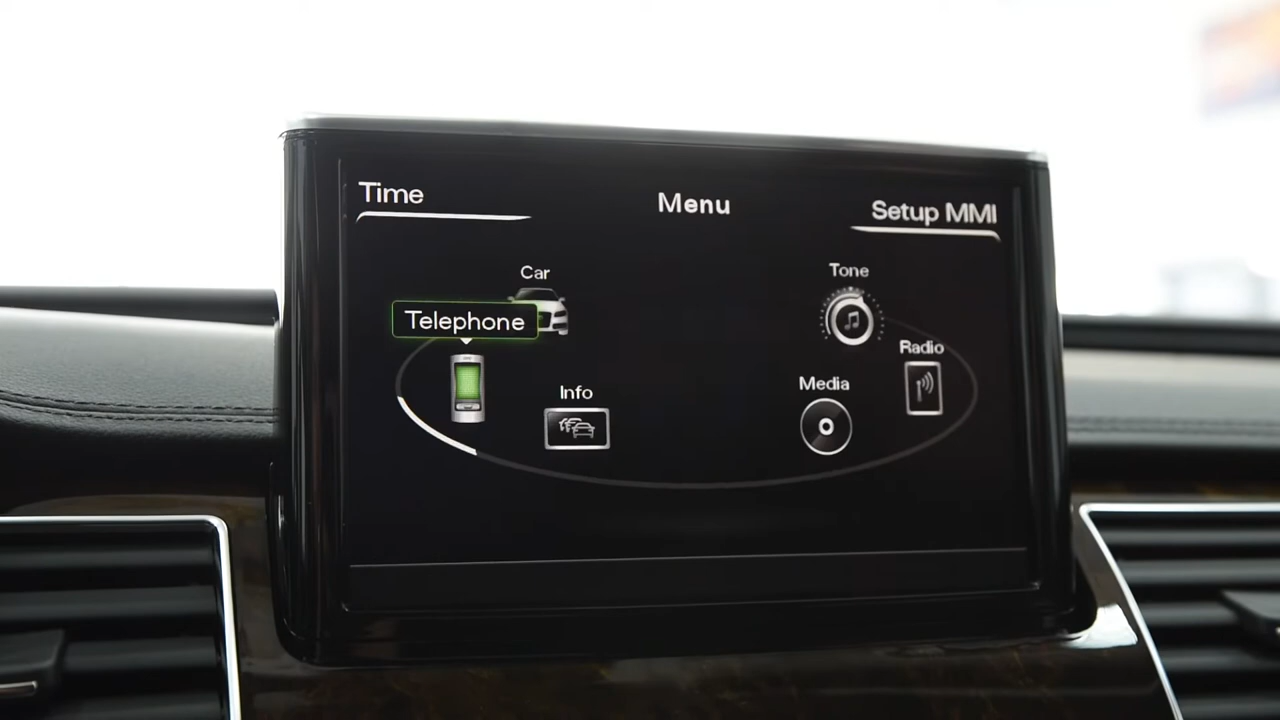 Time
Menu
Setup MMI
Car
Tone
Telephone
Radio
Media
Info